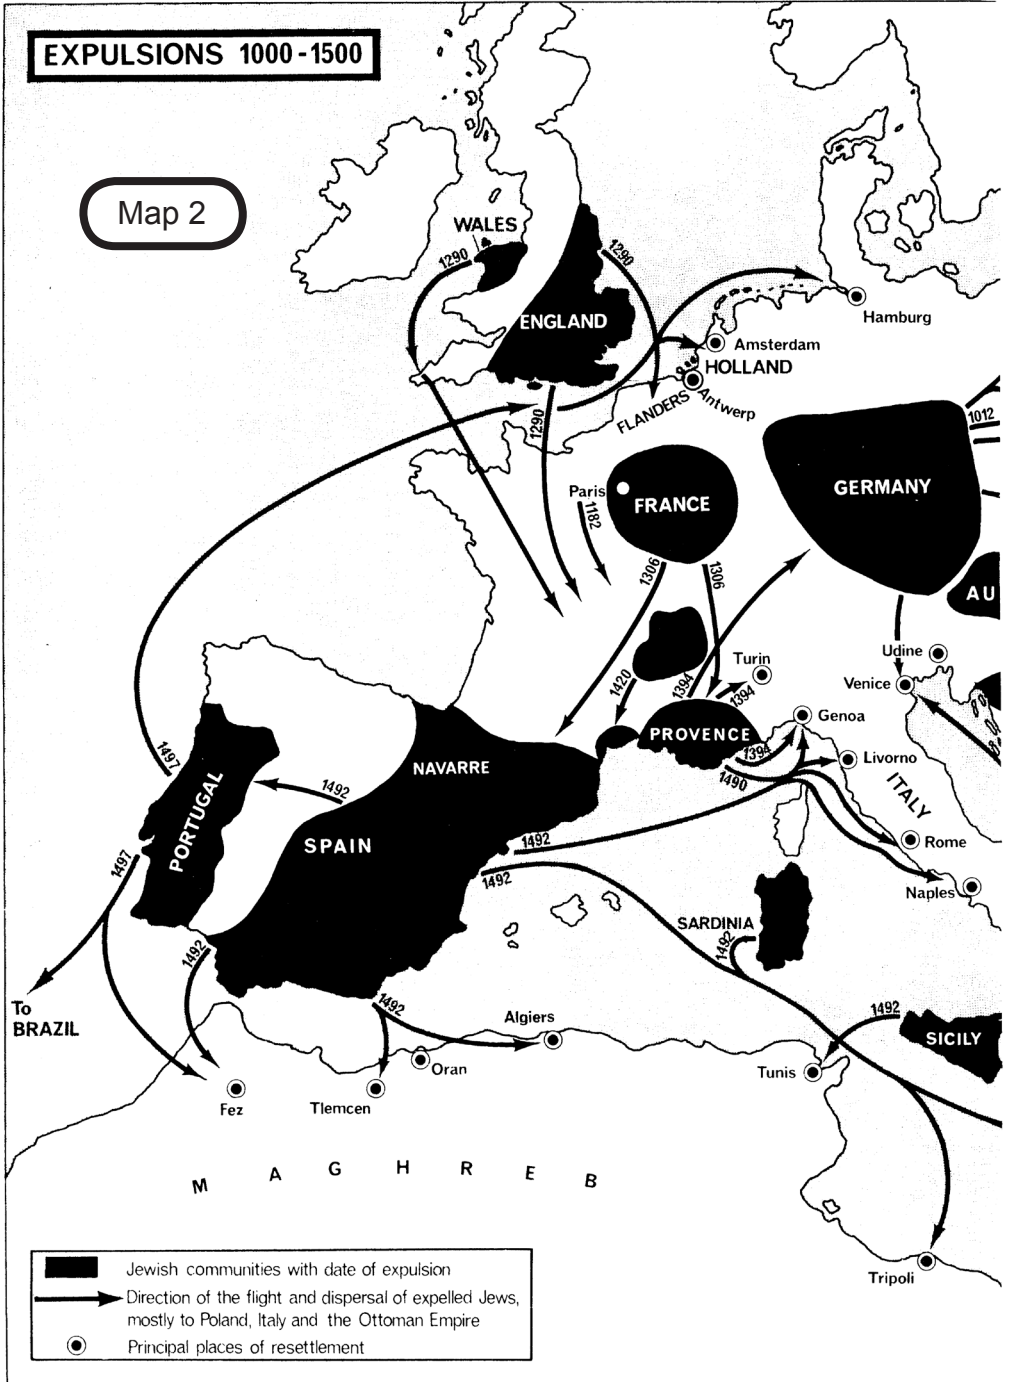 EXPULSIONS 1000-1500
Map 2
WALES
1290
1290
ENGLAND
Hamburg
Amsterdam
HOLLAND
FLANDERS
Antwerp
1290
1012
GERMANY
Paris
FRANCE
1182
1306
1306
AU
Udine
Turin
1420
1394
1394
Venice
Genoa
PROVENCE
1394
Livorno
1497
NAVARRE
1490
ITALY
1492
PORTUGAL
SPAIN
1492
Rome
1497
1492
Naples
SARDINIA
1492
1492
1492
To
BRAZIL
Algiers
1492
SICILY
Oran
Tunis
Fez
Tlemcen
MAGHREB
Tripoli
Jewish communities with date of expulsion
Direction of the flight and dispersal of expelled Jews,
mostly to Poland, Italy and the Ottoman Empire
Principal places of resettlement